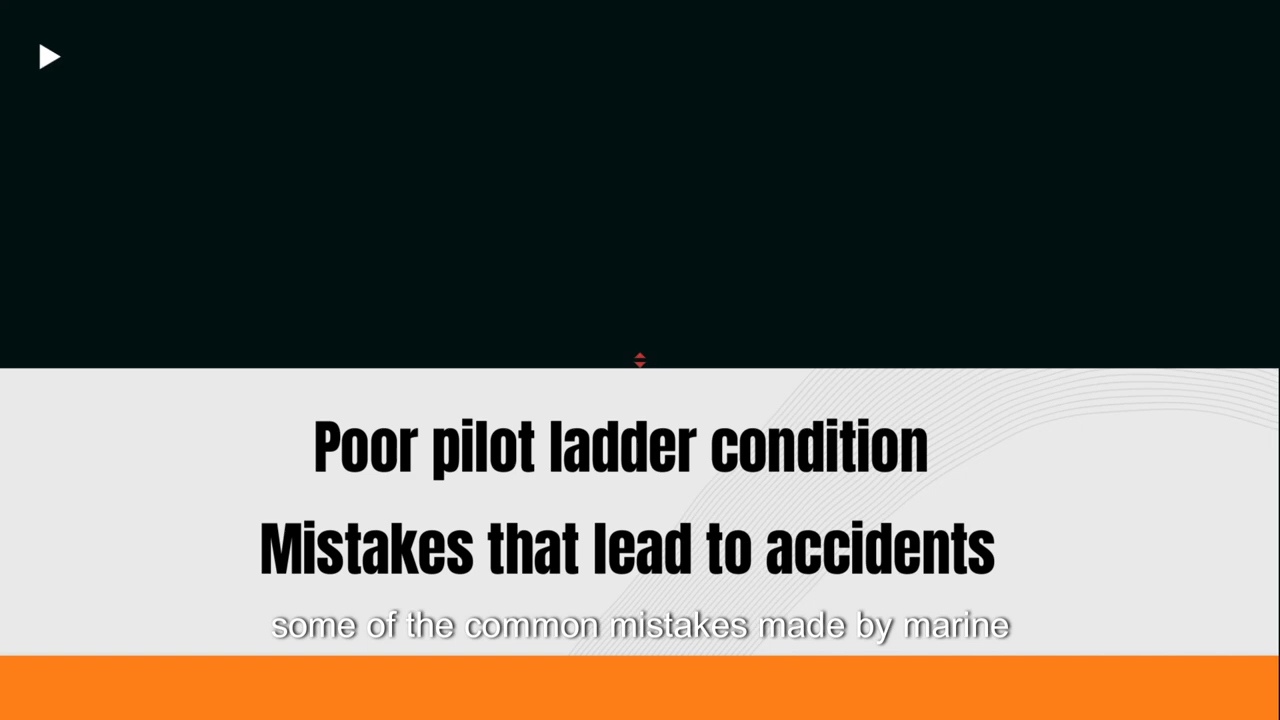 Poor pilot ladder condition
Mistakes that lead to accidents
some of the common mistakes made by marine